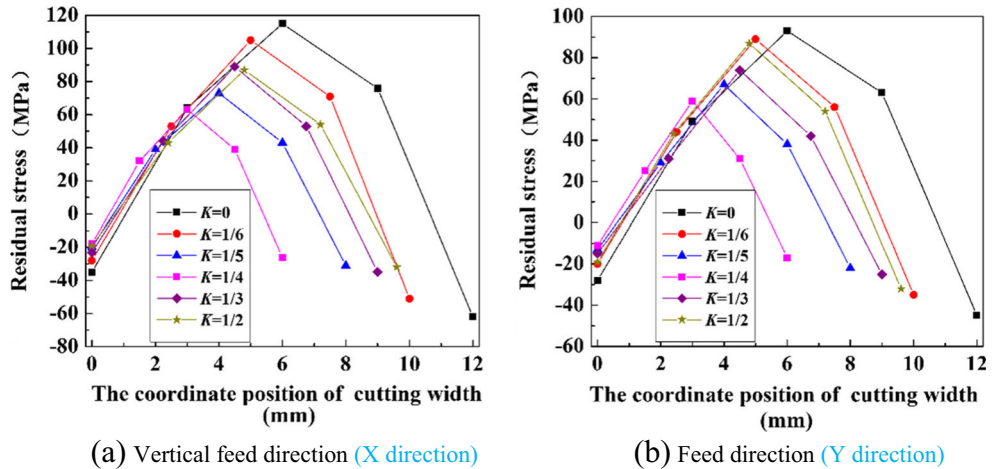 120
100
80
60
40
20
0
-20
-40
-60
-80
Residual stress (MPa)
K=0
K=1/6
K=1/5
K=1/4
K=1/3
K=1/2
0 2 4 6 8 10 12
The coordinate position of cutting width
(mm)
(a) Vertical feed direction (X direction)
100
80
60
40
20
0
-20
-40
-60
Residual stress (MPa)
K=0
K=1/6
K=1/5
K=1/4
K=1/3
K=1/2
0 2 4 6 8 10 12
The coordinate position of cutting width
(mm)
(b) Feed direction (Y direction)